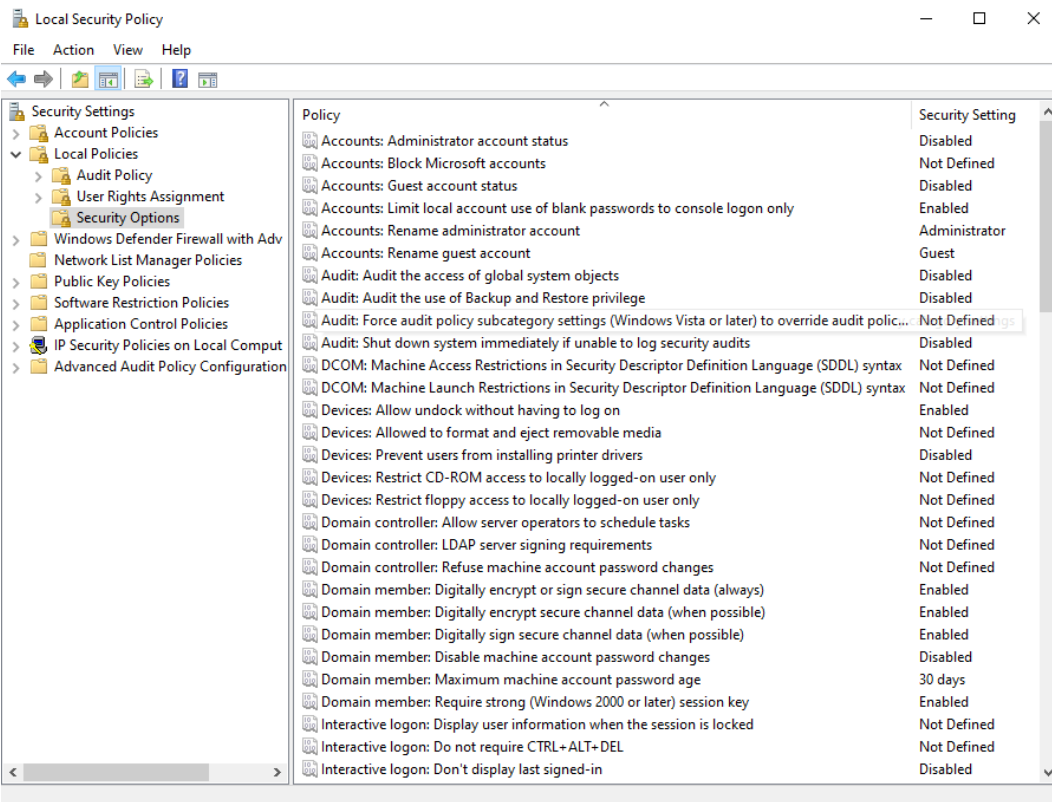 Local Security Policy
File Action View Help
Security Settings
Account Policies
Local Policies
Audit Policy
User Rights Assignment
Security Options
Windows Defender Firewall with Adv
Network List Manager Policies
Public Key Policies
Software Restriction Policies
Application Control Policies
IP Security Policies on Local Comput
Advanced Audit Policy Configuration
Policy Security Setting
Accounts: Administrator account status Disabled
Accounts: Block Microsoft accounts Not Defined
Accounts: Guest account status Disabled
Accounts: Limit local account use of blank passwords to console logon only Enabled
Accounts: Rename administrator account Administrator
Accounts: Rename guest account Guest
Audit: Audit the access of global system objects Disabled
Audit: Audit the use of Backup and Restore privilege Disabled
Audit: Force audit policy subcategory settings (Windows Vista or later) to override audit polic... Not Defined
Audit: Shut down system immediately if unable to log security audits Disabled
DCOM: Machine Access Restrictions in Security Descriptor Definition Language (SDDL) syntax Not Defined
DCOM: Machine Launch Restrictions in Security Descriptor Definition Language (SDDL) syntax Not Defined
Devices: Allow undock without having to log on Enabled
Devices: Allowed to format and eject removable media Not Defined
Devices: Prevent users from installing printer drivers Disabled
Devices: Restrict CD-ROM access to locally logged-on user only Not Defined
Devices: Restrict floppy access to locally logged-on user only Not Defined
Domain controller: Allow server operators to schedule tasks Not Defined
Domain controller: LDAP server signing requirements Not Defined
Domain controller: Refuse machine account password changes Not Defined
Domain member: Digitally encrypt or sign secure channel data (always) Enabled
Domain member: Digitally encrypt secure channel data (when possible) Enabled
Domain member: Digitally sign secure channel data (when possible) Enabled
Domain member: Disable machine account password changes Disabled
Domain member: Maximum machine account password age 30 days
Domain member: Require strong (Windows 2000 or later) session key Enabled
Interactive logon: Display user information when the session is locked Not Defined
Interactive logon: Do not require CTRL+ALT+DEL Not Defined
Interactive logon: Don't display last signed-in Disabled